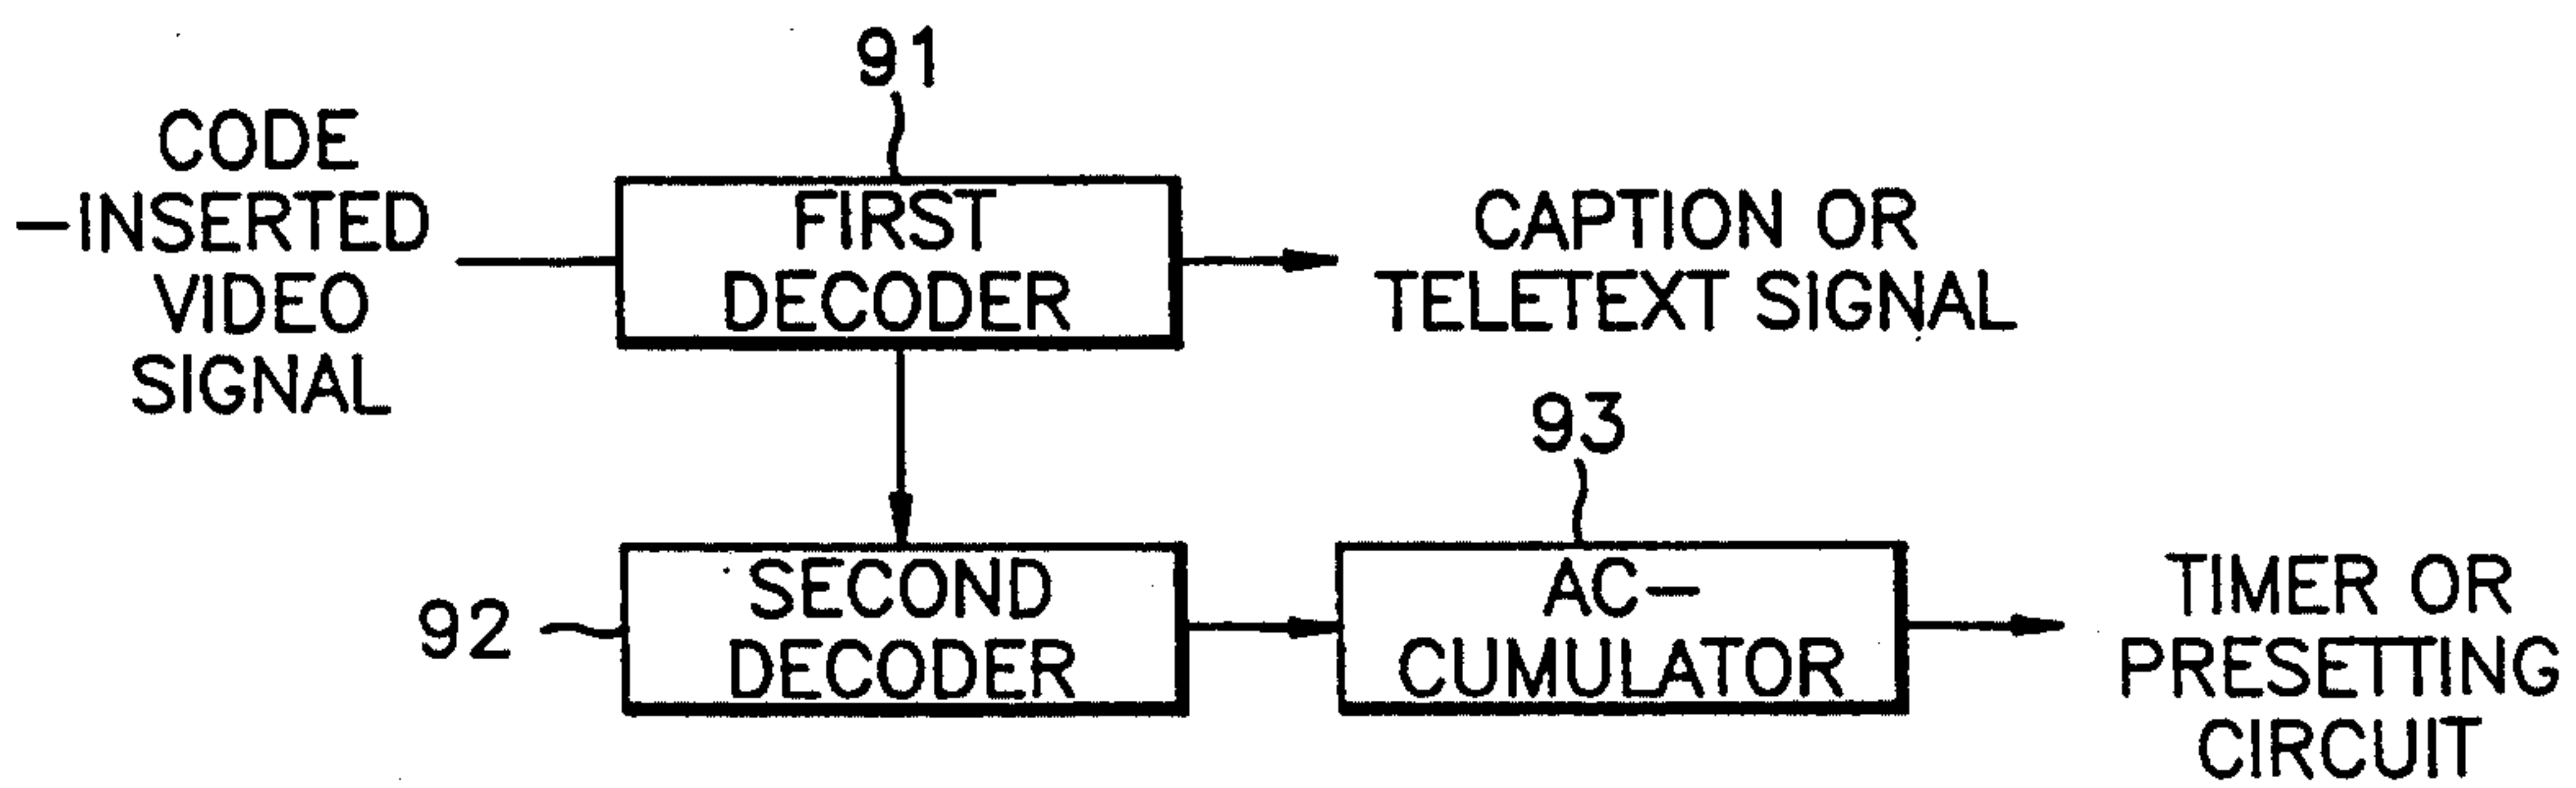 91
CODE
-INSERTED
VIDEO
SIGNAL
FIRST
DECODER
CAPTION OR
TELETEXT SIGNAL
93
92
SECOND
DECODER
AC-
CUMULATOR
TIMER OR
PRESETTING
CIRCUIT